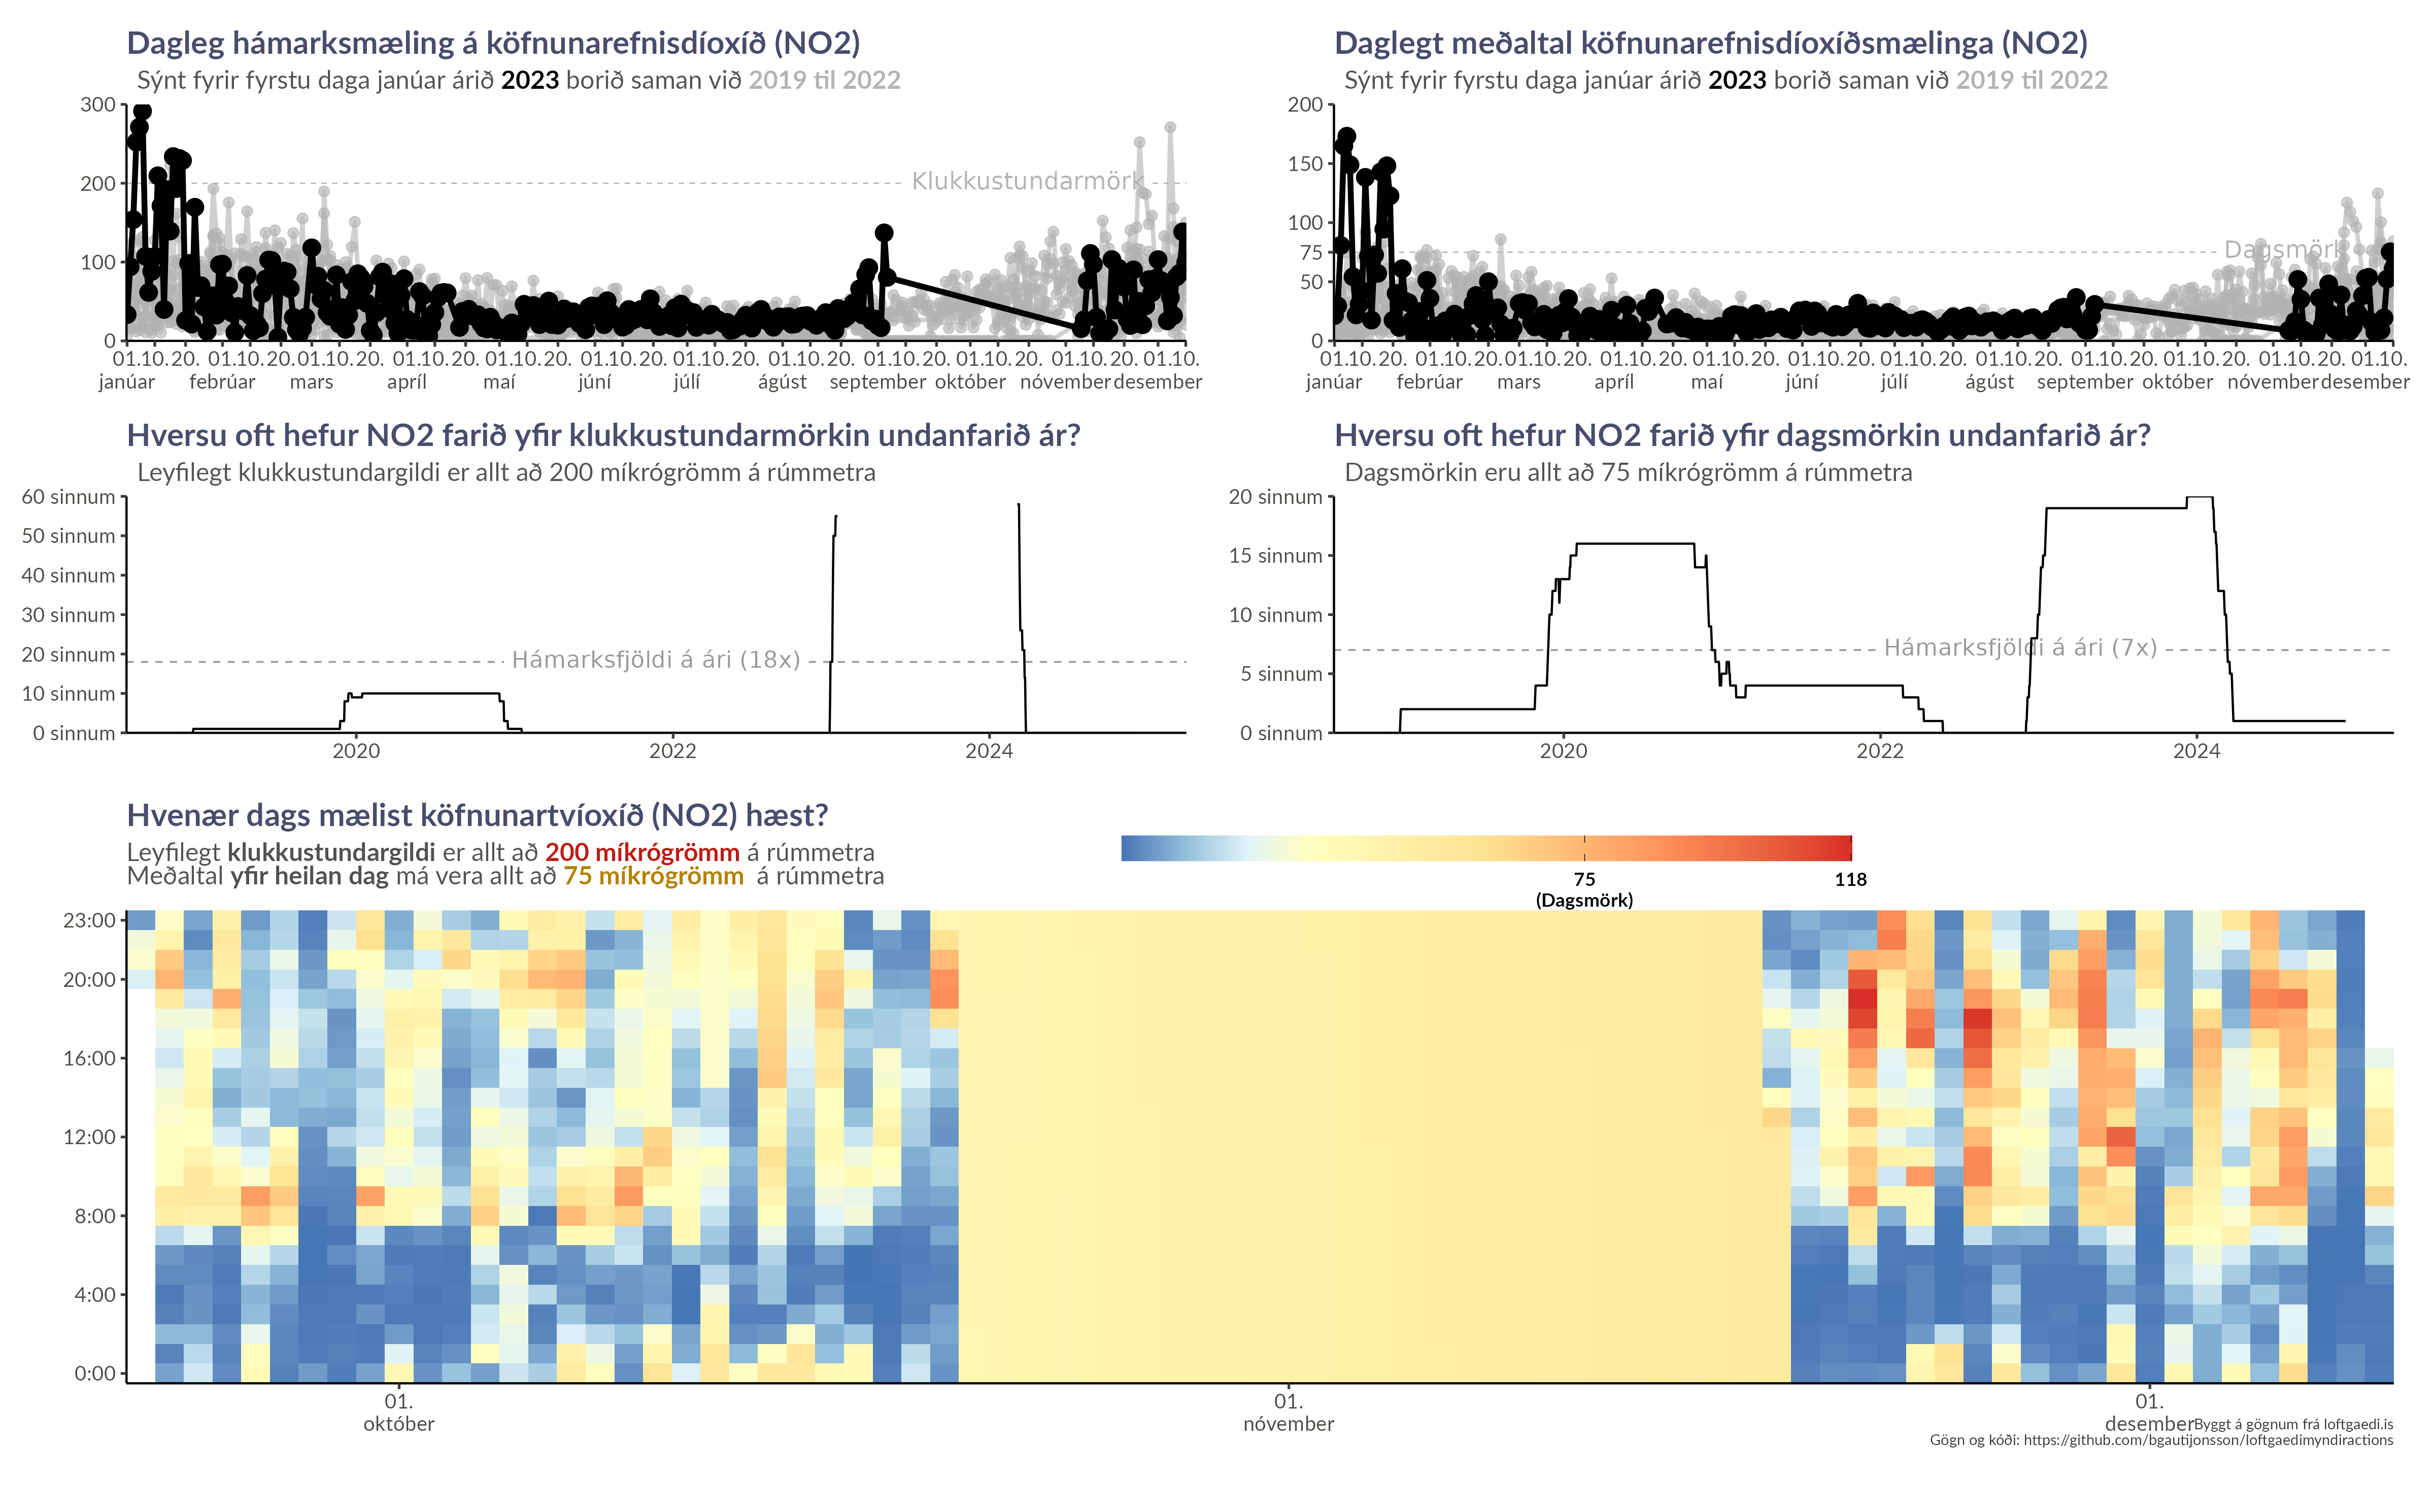 Dagleg hámarksmæling á köfnunarefnisdíoxíð (NO2)
Sýnt fyrir fyrstu daga janúar árið 2023 borið saman við 2019 til 2022
300
200
100
0
Klukkustundarmörk
01.10.20. 01.10.20. 01.10.20. 01.10.20. 01.10.20. 01.10.20. 01.10.20. 01.10.20. 01.10.20. 01.10.20. 01.10.20. 01.10.
janúar febrúar mars apríl maí júní júlí ágúst september október nóvember desember
Daglegt meðaltal köfnunarefnisdíoxíðsmælinga (NO2)
Sýnt fyrir fyrstu daga janúar árið 2023 borið saman við 2019 til 2022
200
150
100
75
50
0
Dagsmörk
01.10.20. 01.10.20. 01.10.20. 01.10.20. 01.10.20. 01.10.20. 01.10.20. 01.10.20. 01.10.20. 01.10.20. 01.10.20. 01.10.
janúar febrúar mars apríl maí júní júlí ágúst september október nóvember desember
Hversu oft hefur NO2 farið yfir klukkustundarmörkin undanfarið ár?
Leyfilegt klukkustundargildi er allt að 200 míkrógrömm á rúmmetra
60 sinnum
50 sinnum
40 sinnum
30 sinnum
20 sinnum
10 sinnum
0 sinnum
Hámarksfjöldi á ári (18x)
2020 2022 2024
Hversu oft hefur NO2 farið yfir dagsmörkin undanfarið ár?
Dagsmörkin eru allt að 75 míkrógrömm á rúmmetra
20 sinnum
15 sinnum
10 sinnum
5 sinnum
0 sinnum
Hámarksfjöldi á ári (7x)
2020 2022 2024
Hvenær dags mælist köfnunartvíoxíð (NO2) hæst?
Leyfilegt klukkustundargildi er allt að 200 míkrógrömm á rúmmetra
Meðaltal yfir heilan dag má vera allt að 75 míkrógrömm á rúmmetra
75 118
(Dagsmörk)
23:00
20:00
16:00
12:00
8:00
4:00
0:00
01. 01. 01.
október nóvember desember
Byggt á gögnum frá loftgaedi.is
Gögn og kóði: https://github.com/bgautijonsson/loftgaedimyndiractions